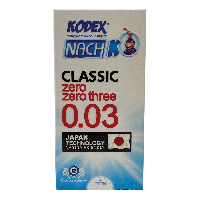 KODEX
NACH K
CLASSIC
zero
zero three
0.03
JAPAN
TECHNOLOGY